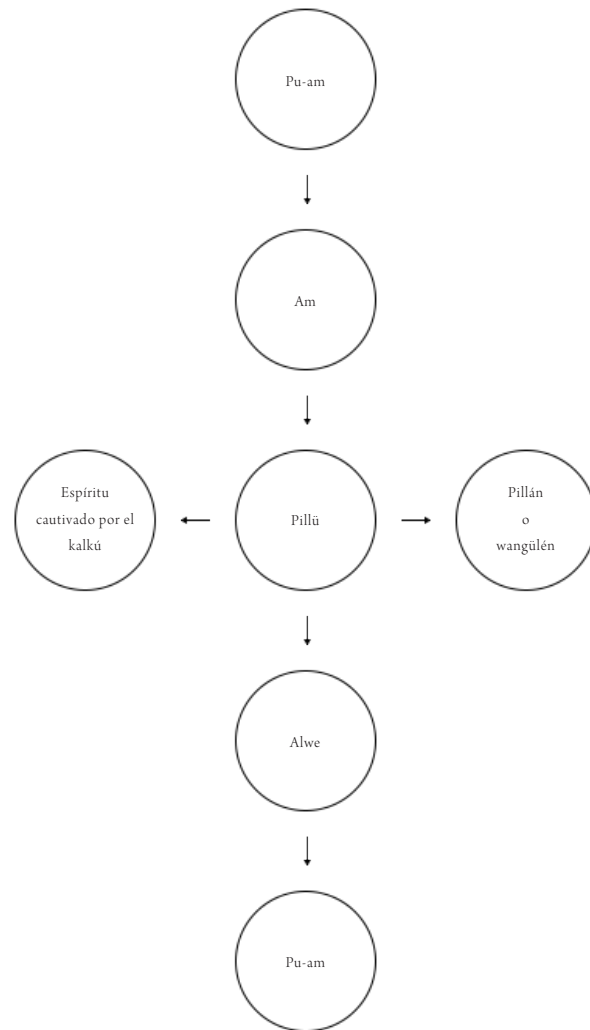 Pu-am
Am
Espíritu
cautivado por el
kalkú
Pillü
Pillán
o
wangülén
Alwe
Pu-am